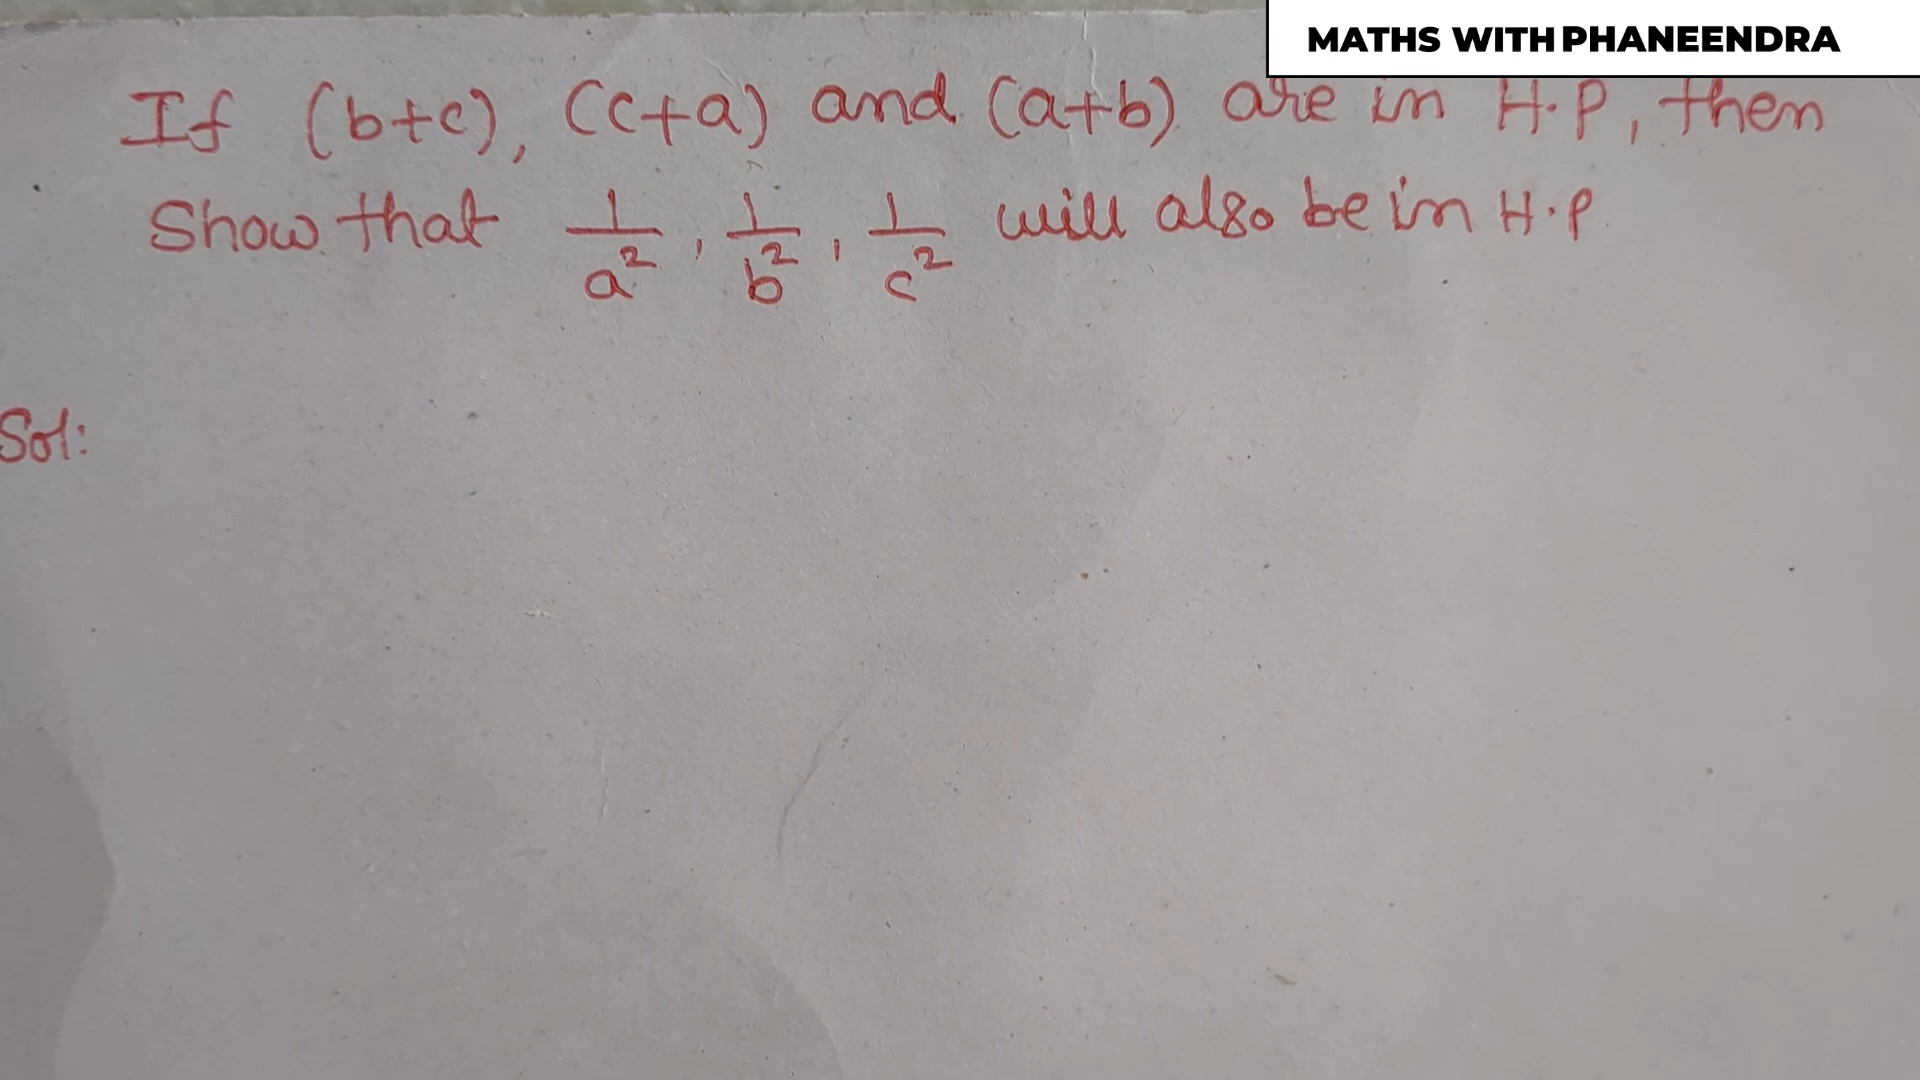 MATHS WITH PHANEENDRA
If (b+c), (c+a) and (a+b) are in H.P, then
Show that 1/a², 1/b², 1/c² will also be in H.P
Sol: